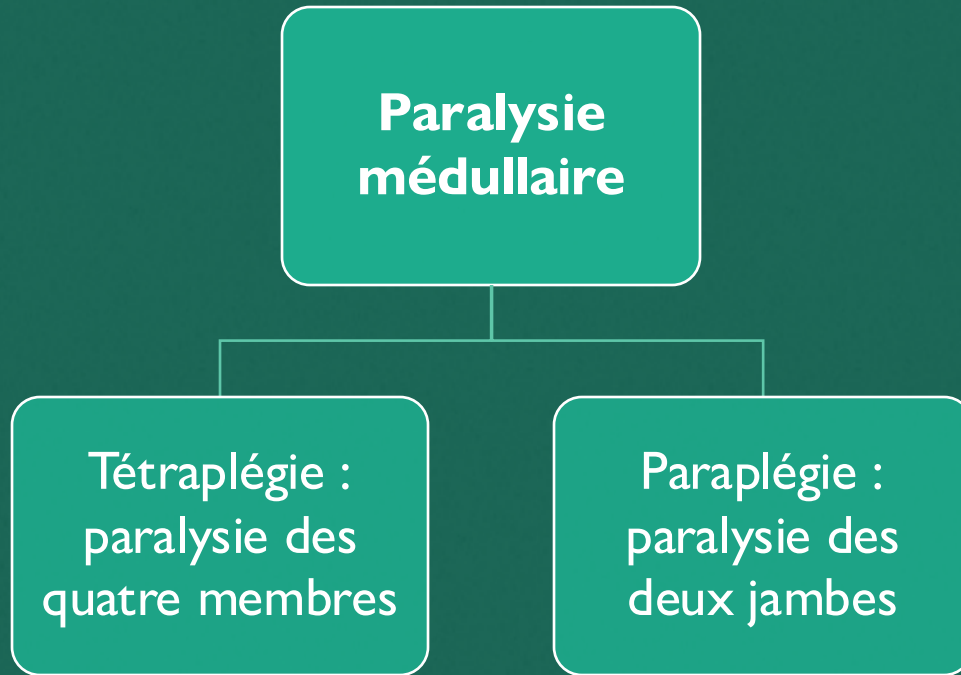 Paralysie
médullaire
Tétraplégie :
paralysie des
quatre membres
Paraplégie :
paralysie des
deux jambes